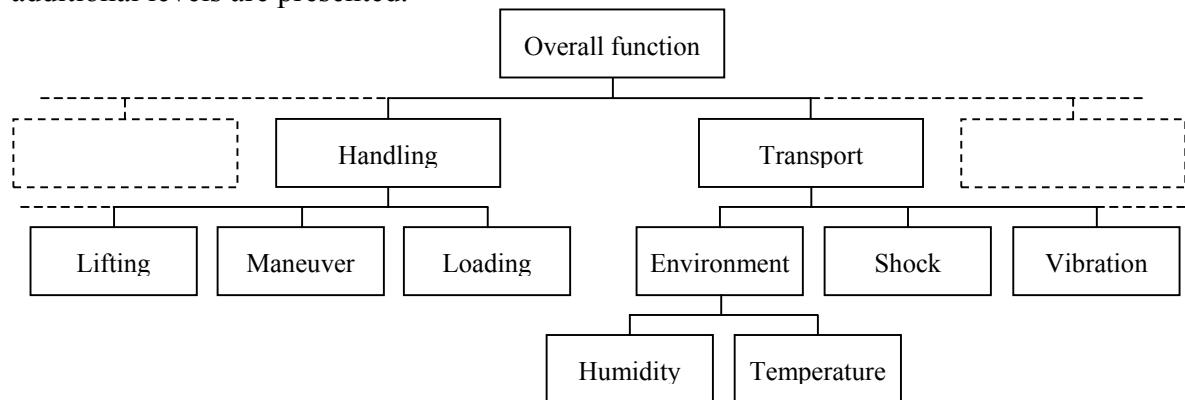 additional levels are presented.
Overall function
Handling Transport
Lifting Maneuver Loading Environment Shock Vibration
Humidity Temperature